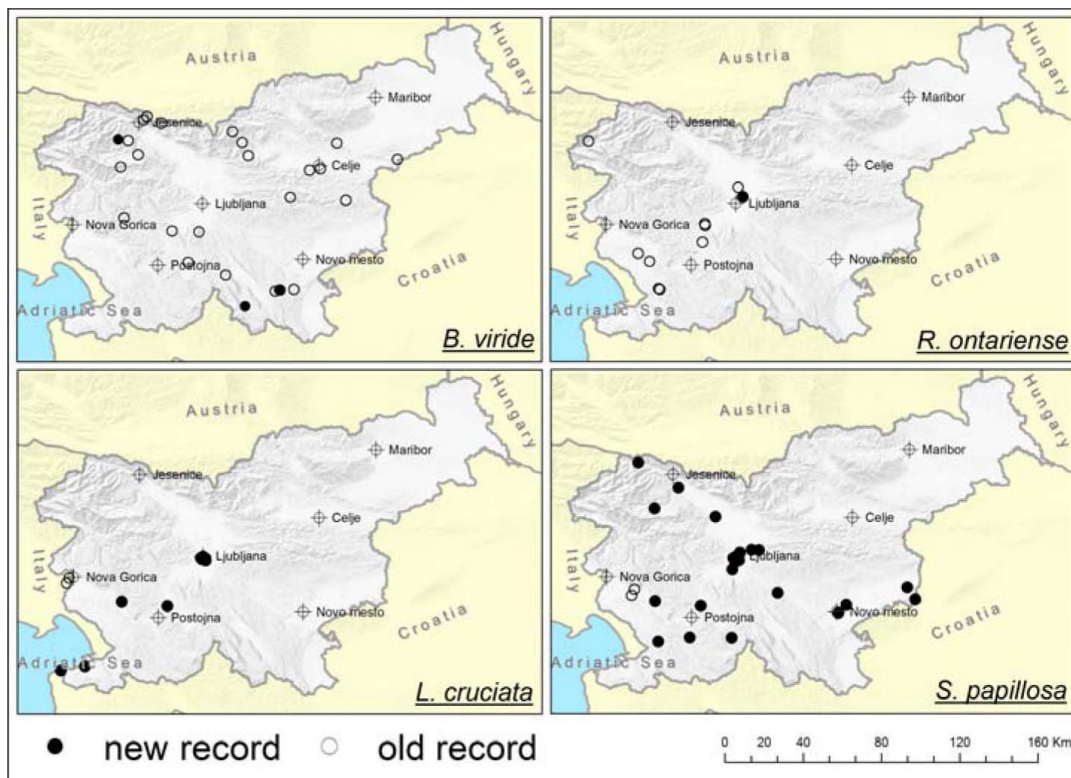 Austria
Hungary
Maribor
Jesenice
Celje
Ljubljana
Italy
Nova Gorica
Postojna
Novo mesto
Croatia
Adriatic Sea
B. viride
Austria
Hungary
Maribor
Jesenice
Celje
Ljubljana
Italy
Nova Gorica
Postojna
Novo mesto
Croatia
Adriatic Sea
R. ontariense
Austria
Hungary
Maribor
Jesenice
Celje
Ljubljana
Italy
Nova Gorica
Postojna
Novo mesto
Croatia
Adriatic Sea
L. cruciata
Austria
Hungary
Maribor
Jesenice
Celje
Ljubljana
Italy
Nova Gorica
Postojna
Novo mesto
Croatia
Adriatic Sea
S. papillosa
new record old record
0 20 40 80 120 160 Km